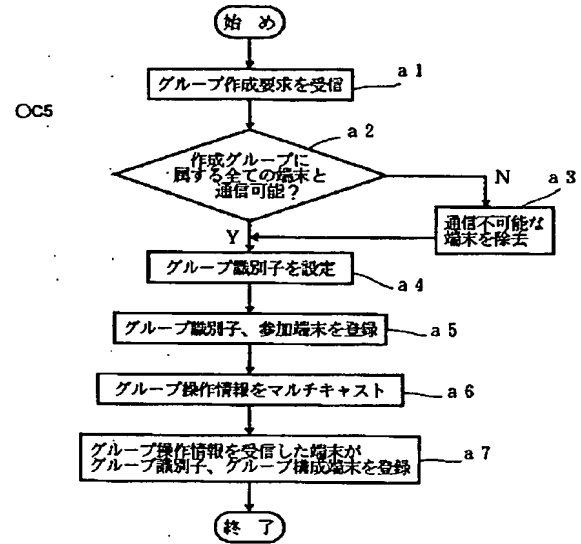 始 め
グループ作成要求を受信
a 1
OC5
a 2
作成グループに
属する全ての端末と
通信可能？
N
a 3
通信不可能な
端末を除去
Y
グループ識別子を設定
a 4
グループ識別子、参加端末を登録
a 5
グループ操作情報をマルチキャスト
a 6
グループ操作情報を受信した端末が
グループ識別子、グループ構成端末を登録
a 7
終 了